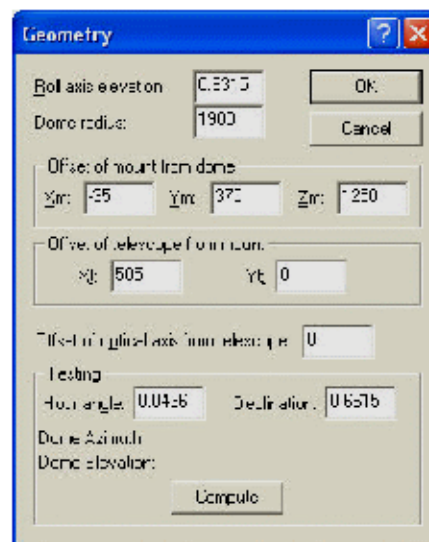 Geometry
Roll axis elevation
OK
Dome radius: 1900
Cancel
Offset of mount from dome
Xm: Ym: 370 Zm: 1250
Offset of telescope from mount
Xt: 505 Yt: 0
Offset of optical axis from telescope: 0
Testing
Hour angle: Declination:
Dome Azimuth:
Dome Elevation:
Compute